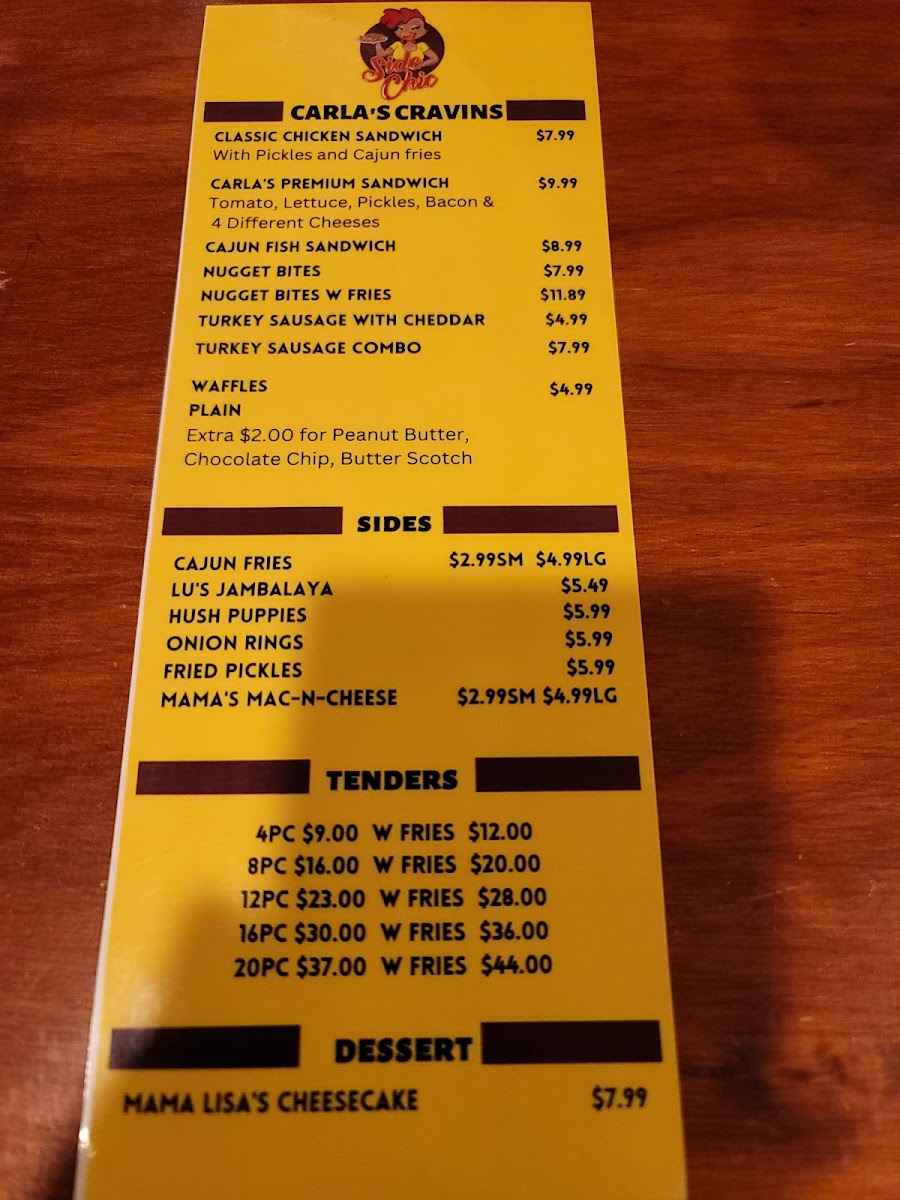 Side
Chic
CARLA'S CRAVINS
CLASSIC CHICKEN SANDWICH $7.99
With Pickles and Cajun fries
CARLA'S PREMIUM SANDWICH $9.99
Tomato, Lettuce, Pickles, Bacon &
4 Different Cheeses
CAJUN FISH SANDWICH $8.99
NUGGET BITES $7.99
NUGGET BITES W FRIES $11.89
TURKEY SAUSAGE WITH CHEDDAR $4.99
TURKEY SAUSAGE COMBO $7.99
WAFFLES $4.99
PLAIN
Extra $2.00 for Peanut Butter,
Chocolate Chip, Butter Scotch
SIDES
CAJUN FRIES $2.99SM $4.99LG
LU'S JAMBALAYA $5.49
HUSH PUPPIES $5.99
ONION RINGS $5.99
FRIED PICKLES $5.99
MAMA'S MAC-N-CHEESE $2.99SM $4.99LG
TENDERS
4PC $9.00 W FRIES $12.00
8PC $16.00 W FRIES $20.00
12PC $23.00 W FRIES $28.00
16PC $30.00 W FRIES $36.00
20PC $37.00 W FRIES $44.00
DESSERT
MAMA LISA'S CHEESECAKE $7.99